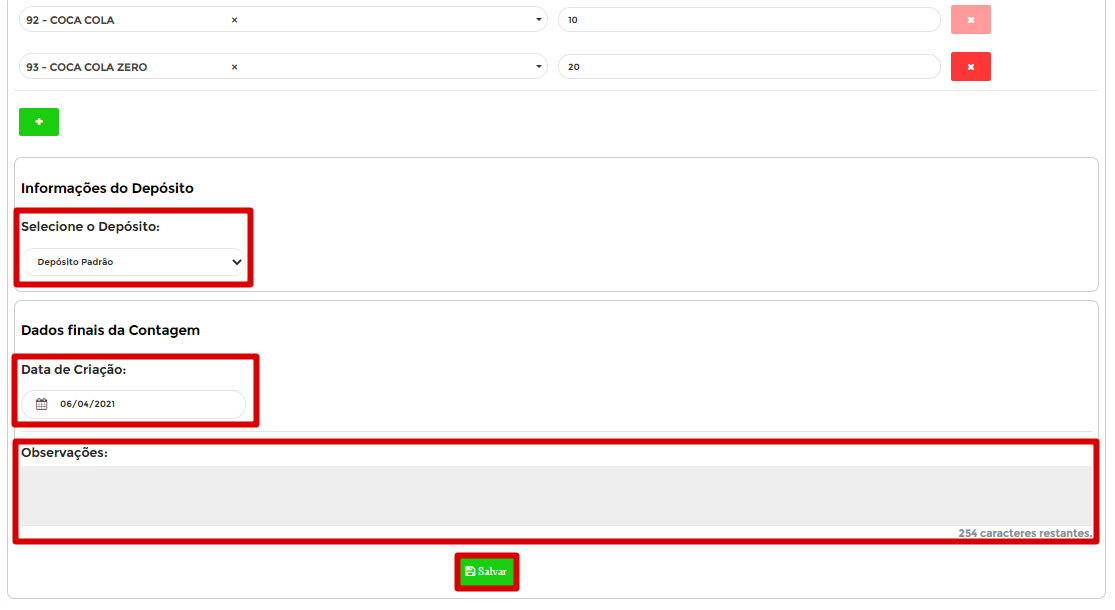 92 - COCA COLA × 10 ×
93 - COCA COLA ZERO × 20 ×
+
Informações do Depósito
Selecione o Depósito:
Depósito Padrão
Dados finais da Contagem
Data de Criação:
06/04/2021
Observações:
254 caracteres restantes.
Salvar